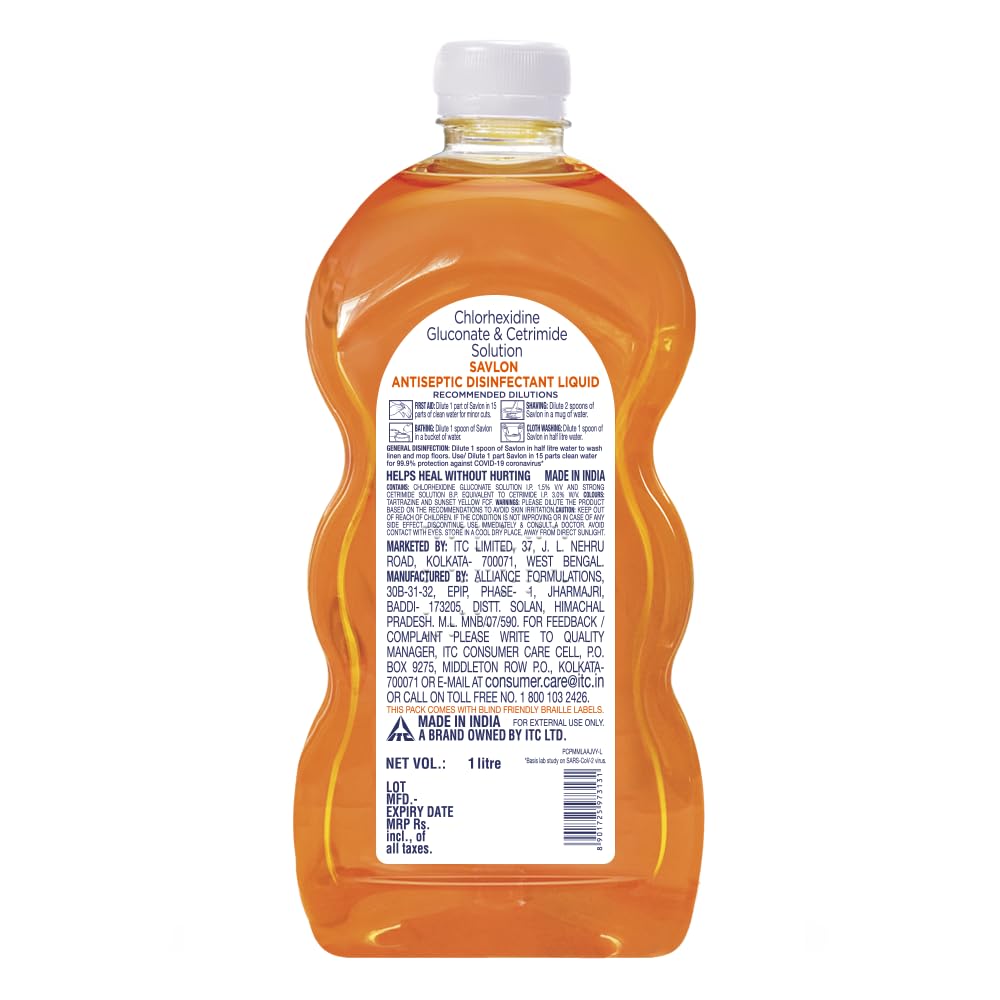 Chlorhexidine
Gluconate & Cetrimide
Solution
SAVLON
ANTISEPTIC DISINFECTANT LIQUID
RECOMMENDED DILUTIONS
FIRST AID: Dilute 1 part of Savlon in 15
parts of clean water for minor cuts.
SHAVING: Dilute 2 spoons of
Savlon in a mug of water.
BATHING: Dilute 1 spoon of Savlon
in a bucket of water.
CLOTH WASHING: Dilute 1 spoon of
Savlon in half litre water.
GENERAL DISINFECTION: Dilute 1 spoon of Savlon in half litre water to wash
linen and mop floors. Use/ Dilute 1 part Savlon in 15 parts clean water
for 99.9% protection against COVID-19 coronavirus*
HELPS HEAL WITHOUT HURTING MADE IN INDIA
CONTAINS: CHLORHEXIDINE GLUCONATE SOLUTION I.P. 1.5% V/V AND STRONG
CETRIMIDE SOLUTION B.P. EQUIVALENT TO CETRIMIDE I.P. 3.0% W/V. COLOURS:
TARTRAZINE AND SUNSET YELLOW FCF. WARNINGS: PLEASE DILUTE THE PRODUCT
BASED ON THE RECOMMENDATIONS TO AVOID SKIN IRRITATION. CAUTION: KEEP OUT
OF REACH OF CHILDREN. IF THE CONDITION IS NOT IMPROVING OR IN CASE OF ANY
SIDE EFFECT, DISCONTINUE USE IMMEDIATELY & CONSULT A DOCTOR. AVOID
CONTACT WITH EYES. STORE IN A COOL DRY PLACE, AWAY FROM DIRECT SUNLIGHT.
MARKETED BY: ITC LIMITED, 37, J. L. NEHRU
ROAD, KOLKATA- 700071, WEST BENGAL.
MANUFACTURED BY: ALLIANCE FORMULATIONS,
30B-31-32, EPIP, PHASE- 1, JHARMAJRI,
BADDI- 173205, DISTT. SOLAN, HIMACHAL
PRADESH. M.L. MNB/07/590. FOR FEEDBACK /
COMPLAINT PLEASE WRITE TO QUALITY
MANAGER, ITC CONSUMER CARE CELL, P.O.
BOX 9275, MIDDLETON ROW P.O., KOLKATA-
700071 OR E-MAIL AT consumer.care@itc.in
OR CALL ON TOLL FREE NO. 1 800 103 2426.
THIS PACK COMES WITH BLIND FRIENDLY BRAILLE LABELS.
ITC MADE IN INDIA FOR EXTERNAL USE ONLY.
A BRAND OWNED BY ITC LTD.
PCPMMLAAJVY-L
NET VOL.: 1 litre
*Basis lab study on SARS-CoV-2 virus.
LOT
MFD.-
EXPIRY DATE
MRP Rs.
incl., of
all taxes.
8 901725 973131